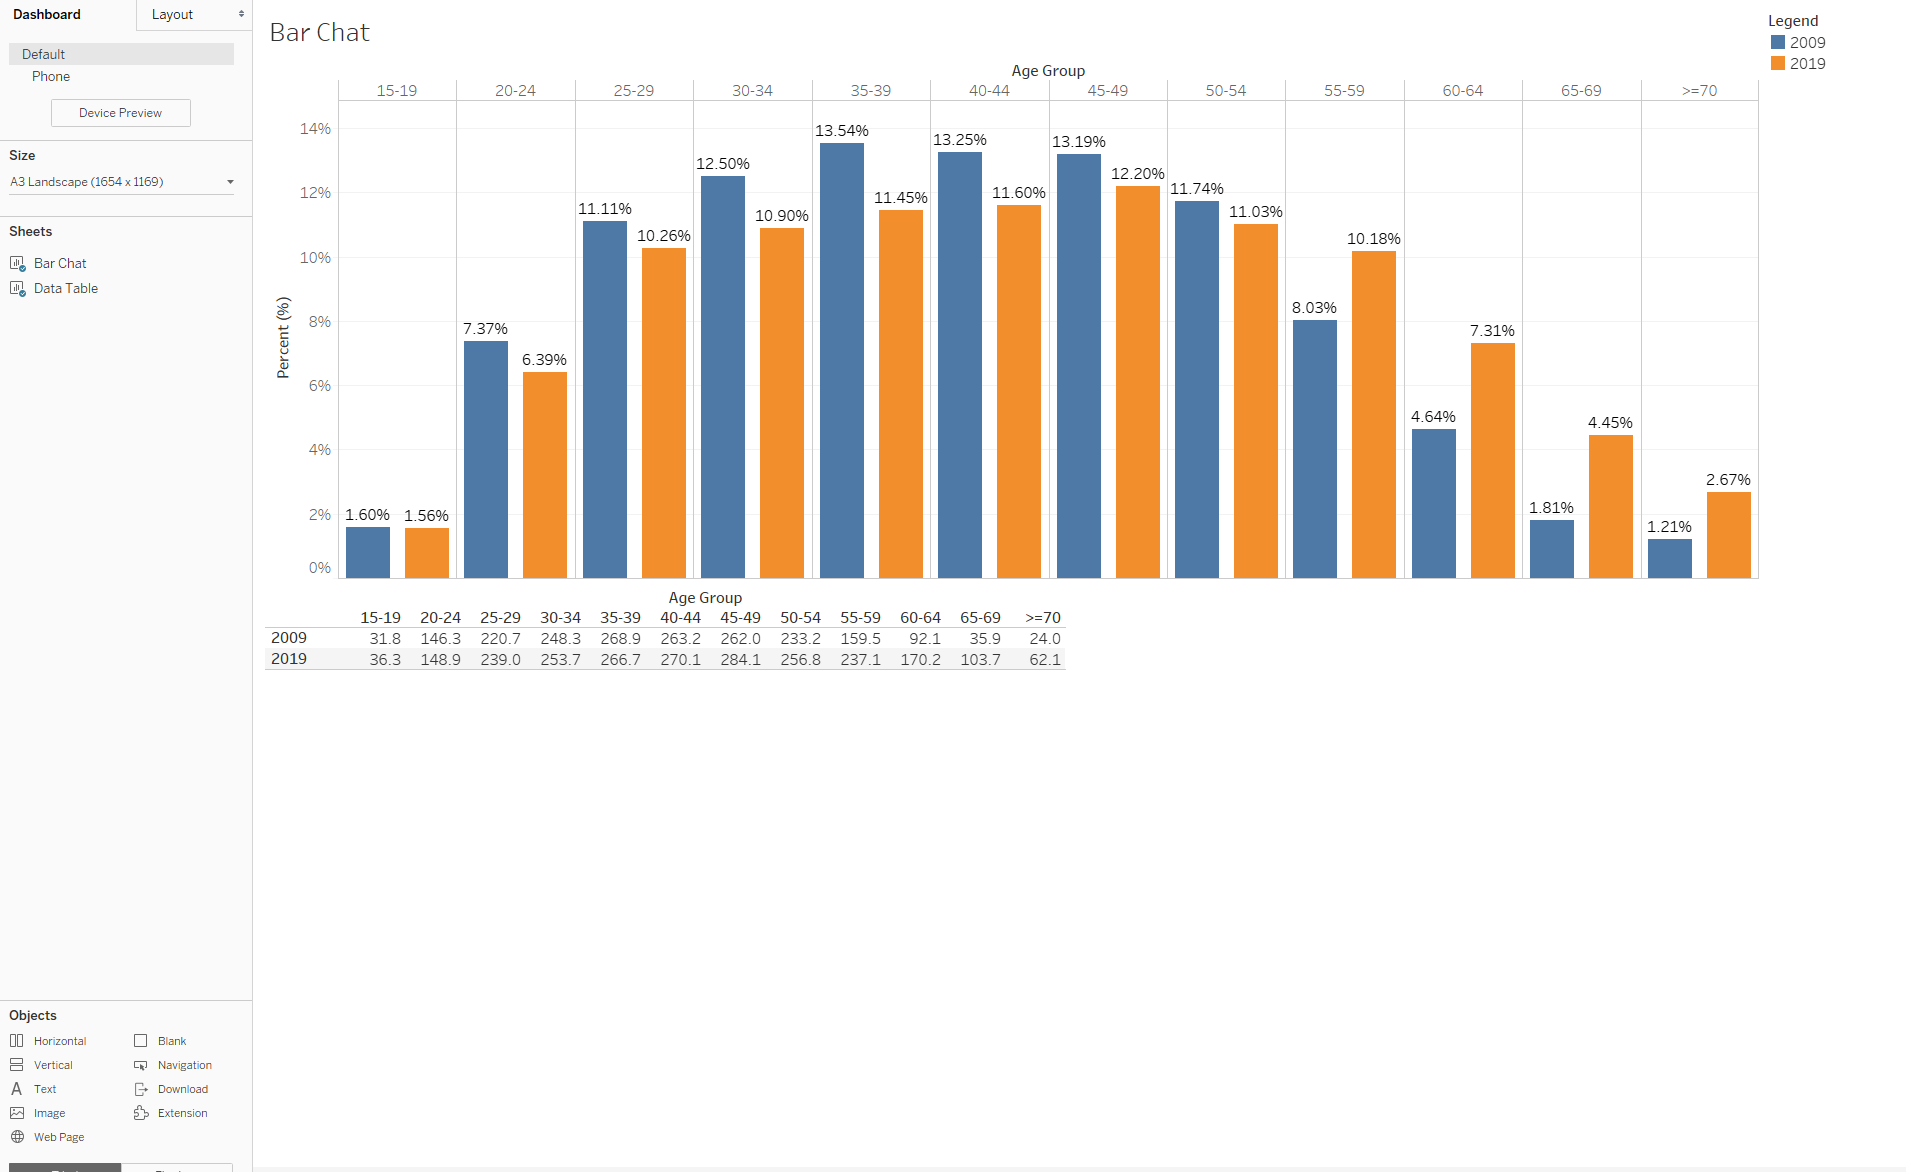 Dashboard Layout
Default
Phone
Device Preview
Size
A3 Landscape (1654 x 1169)
Sheets
Bar Chat
Data Table
Objects
Horizontal Blank
Vertical Navigation
Text Download
Image Extension
Web Page
Bar Chat
Age Group
15-19 20-24 25-29 30-34 35-39 40-44 45-49 50-54 55-59 60-64 65-69 >=70
Percent (%)
14%
12%
10%
8%
6%
4%
2%
0%
1.60% 1.56%
7.37% 6.39%
11.11% 10.26%
12.50% 10.90%
13.54% 11.45%
13.25% 11.60%
13.19% 12.20%
11.74% 11.03%
8.03% 10.18%
4.64% 7.31%
1.81% 4.45%
1.21% 2.67%
Legend
2009
2019
Age Group
15-19 20-24 25-29 30-34 35-39 40-44 45-49 50-54 55-59 60-64 65-69 >=70
2009 31.8 146.3 220.7 248.3 268.9 263.2 262.0 233.2 159.5 92.1 35.9 24.0
2019 36.3 148.9 239.0 253.7 266.7 270.1 284.1 256.8 237.1 170.2 103.7 62.1